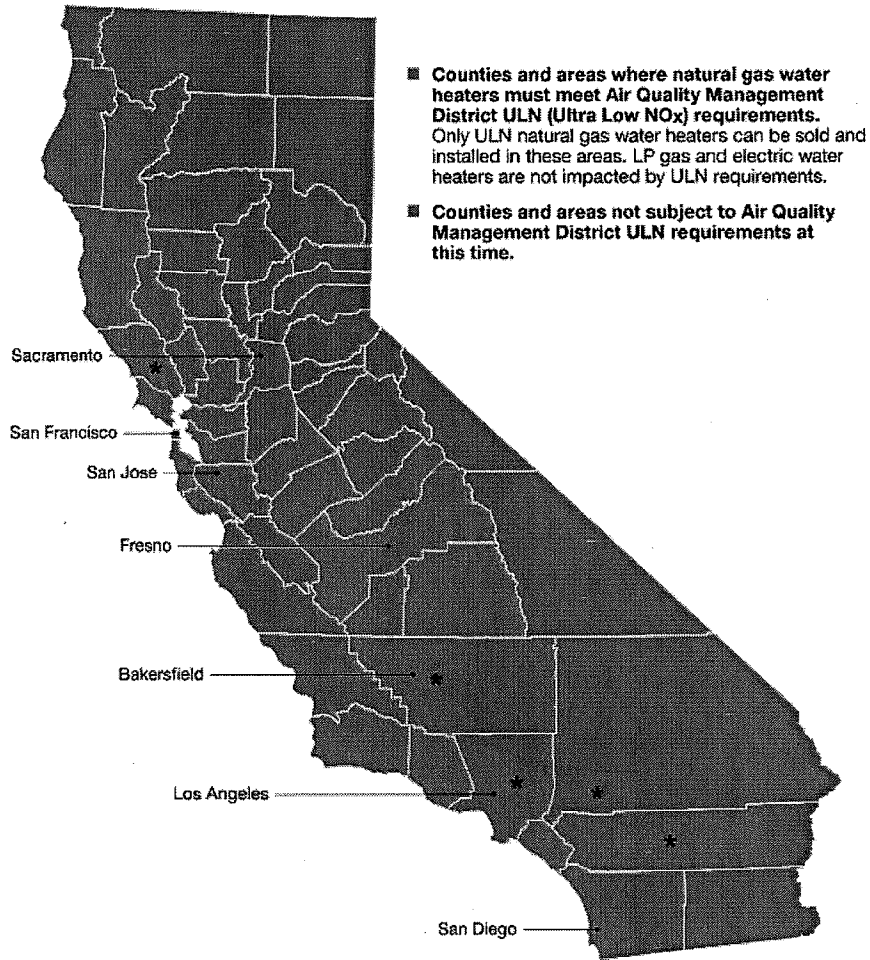 ■ Counties and areas where natural gas water
heaters must meet Air Quality Management
District ULN (Ultra Low NOx) requirements.
Only ULN natural gas water heaters can be sold and
installed in these areas. LP gas and electric water
heaters are not impacted by ULN requirements.
■ Counties and areas not subject to Air Quality
Management District ULN requirements at
this time.
Sacramento
San Francisco
San Jose
Fresno
Bakersfield
Los Angeles
San Diego